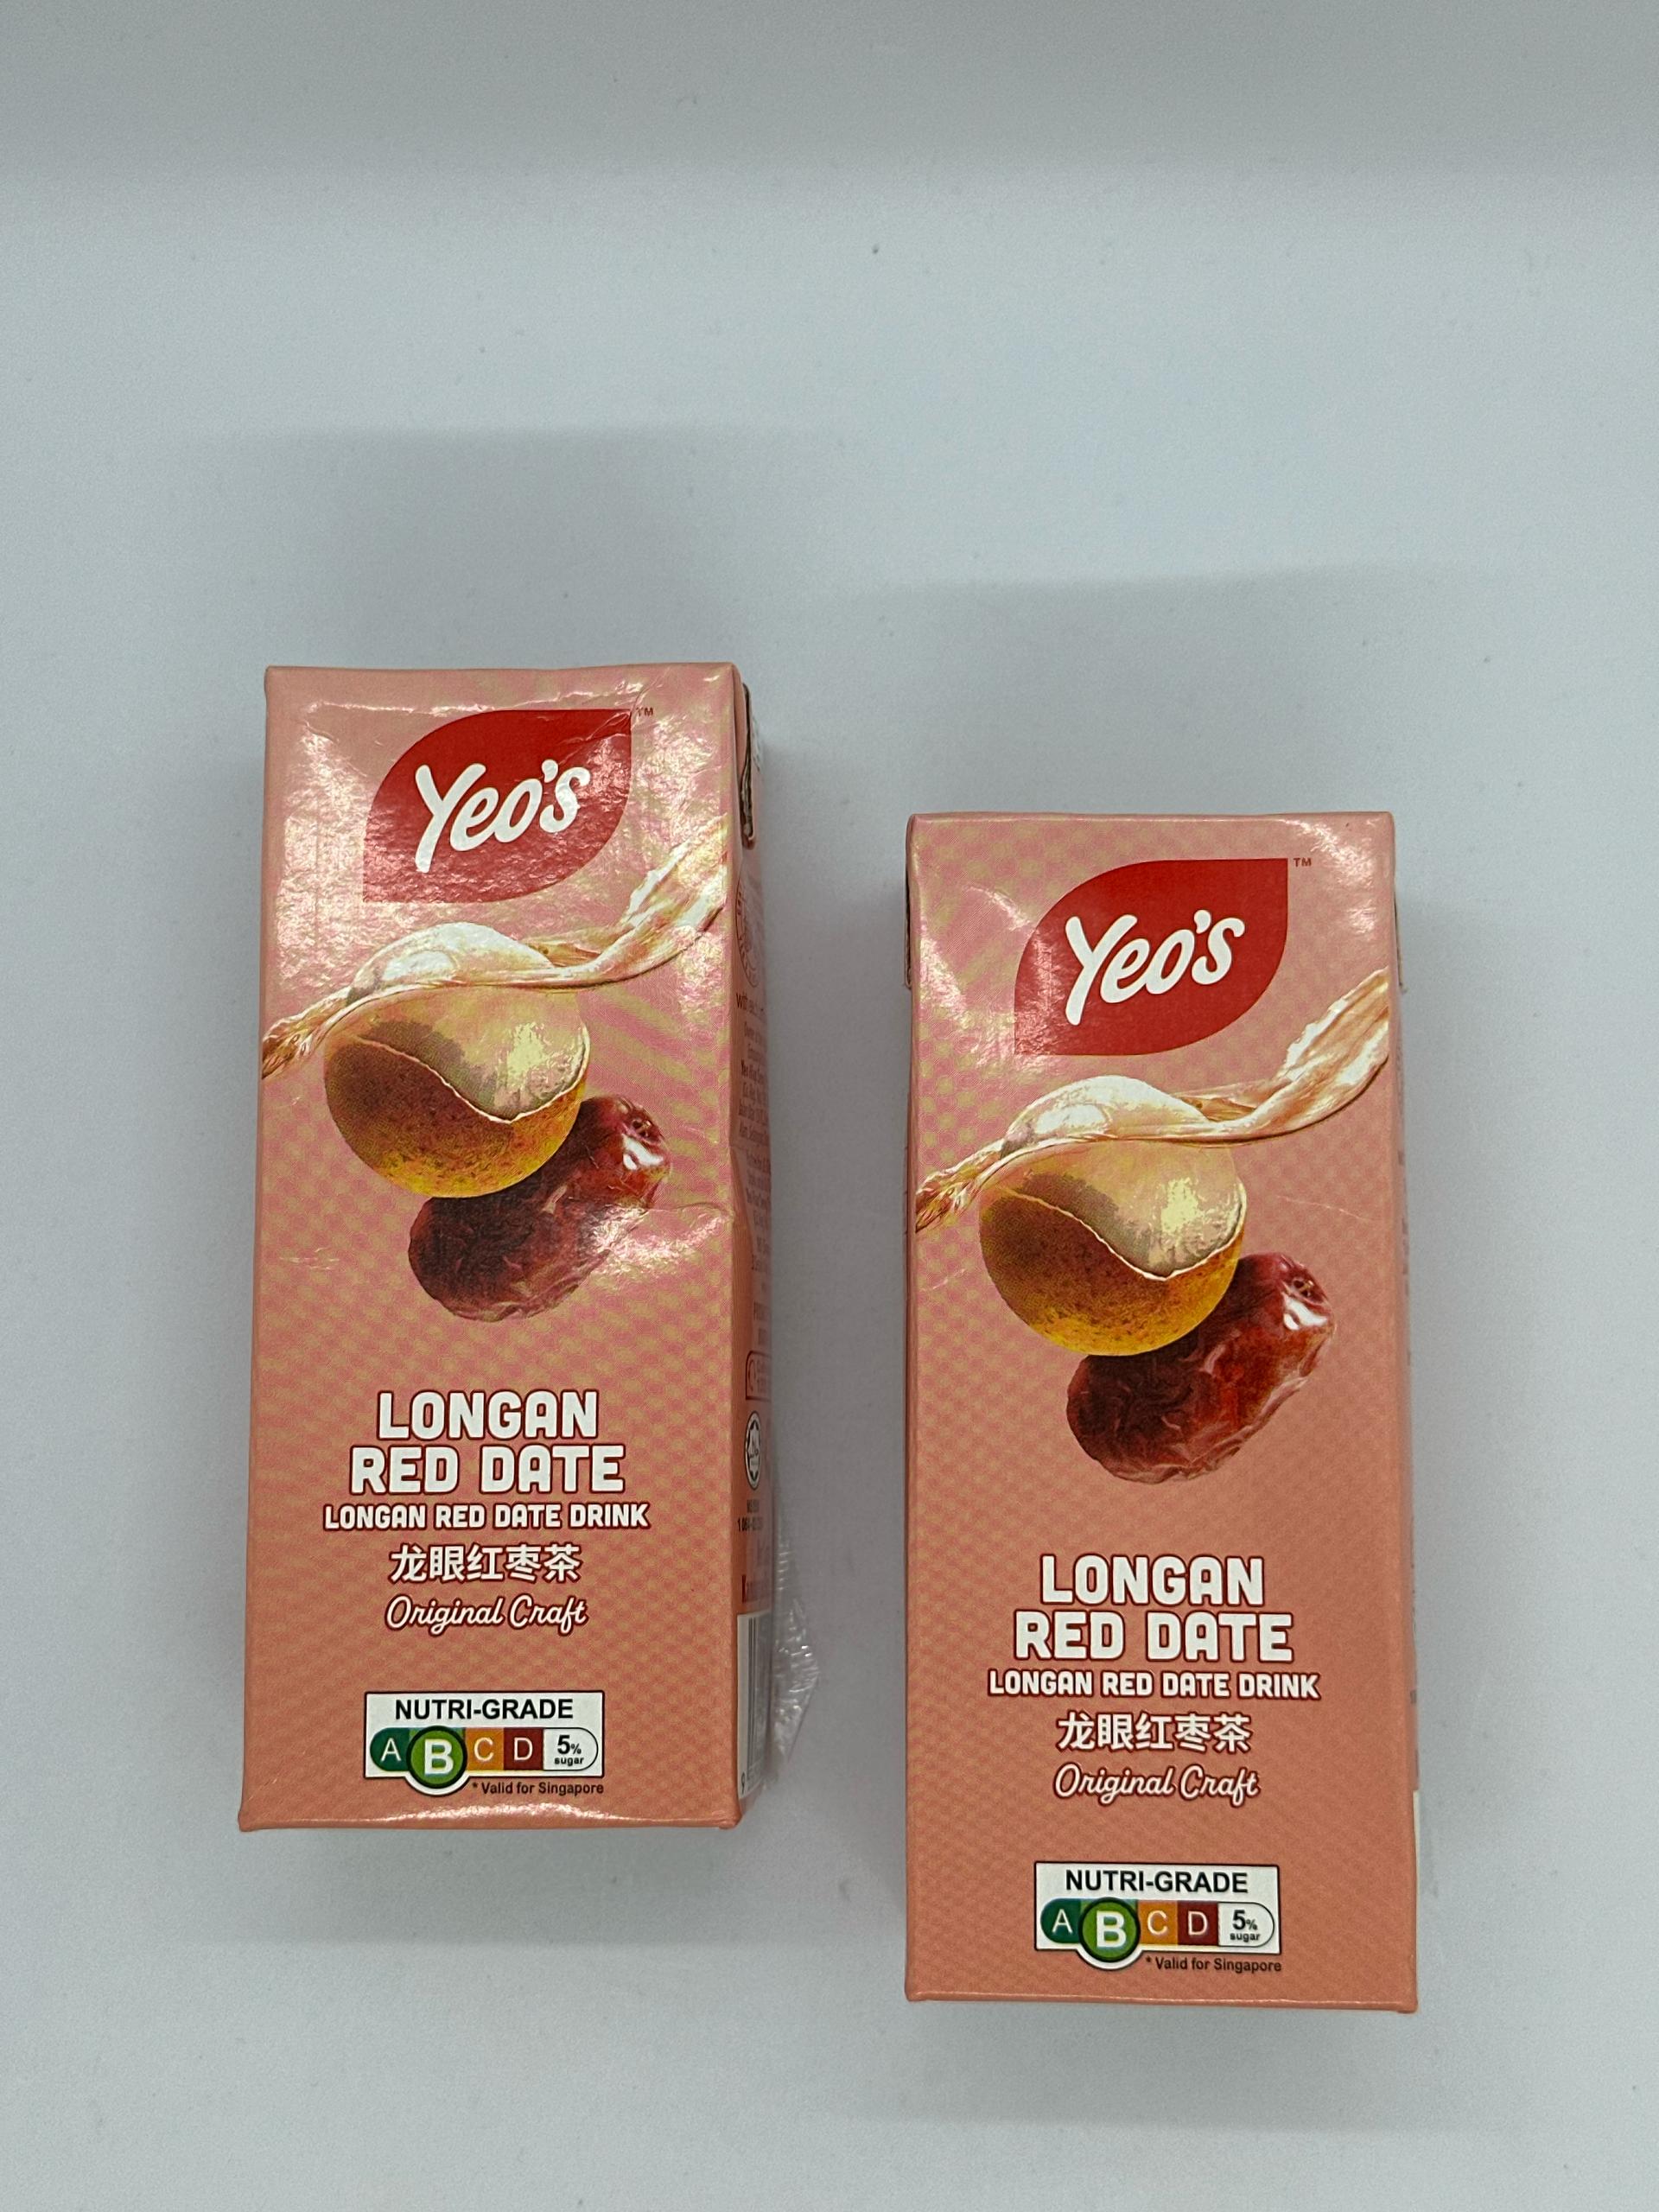 Yeo's
TM
LONGAN
RED DATE
LONGAN RED DATE DRINK
龙眼红枣茶
Original Craft
NUTRI-GRADE
A B C D 5% sugar
* Valid for Singapore
Yeo's
TM
LONGAN
RED DATE
LONGAN RED DATE DRINK
龙眼红枣茶
Original Craft
NUTRI-GRADE
A B C D 5% sugar
* Valid for Singapore